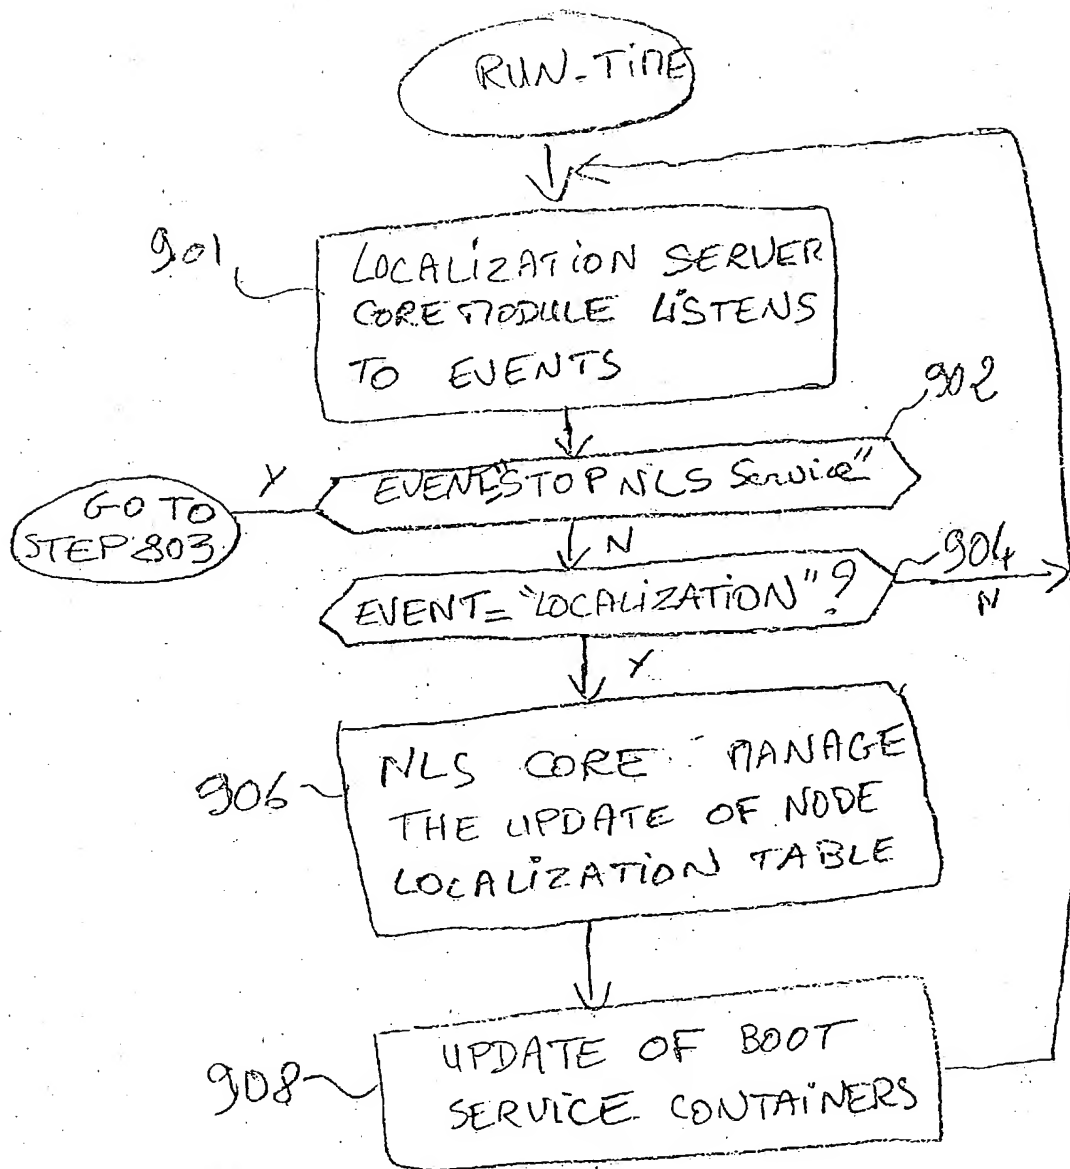 RUN-TIME
901
LOCALIZATION SERVER
CORE MODULE LISTENS
TO EVENTS
902
Y
EVENT="STOP NLS Service"
GO TO
STEP 803
N
904
EVENT="LOCALIZATION"?
N
Y
906
NLS CORE : MANAGE
THE UPDATE OF NODE
LOCALIZATION TABLE
908
UPDATE OF BOOT
SERVICE CONTAINERS